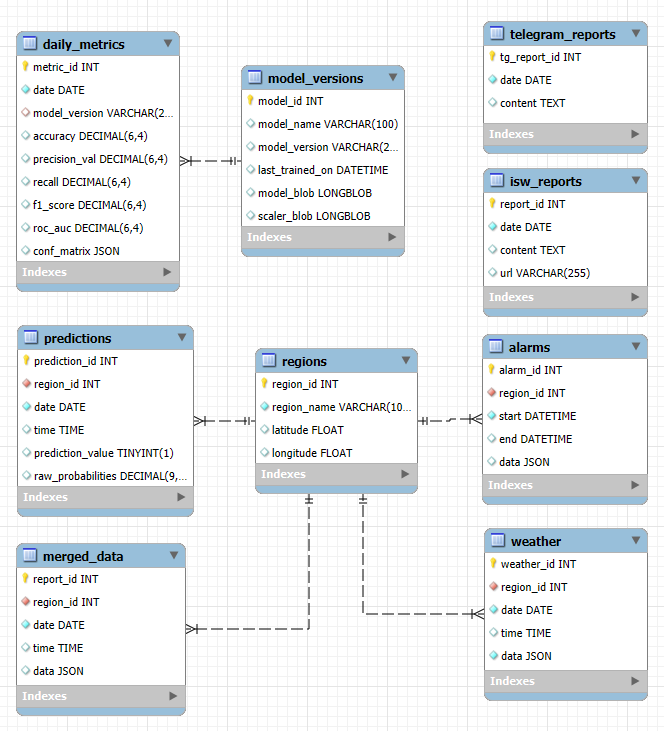 daily_metrics
metric_id INT
date DATE
model_version VARCHAR(2...
accuracy DECIMAL(6,4)
precision_val DECIMAL(6,4)
recall DECIMAL(6,4)
f1_score DECIMAL(6,4)
roc_auc DECIMAL(6,4)
conf_matrix JSON
Indexes
model_versions
model_id INT
model_name VARCHAR(100)
model_version VARCHAR(2...
last_trained_on DATETIME
model_blob LONGBLOB
scaler_blob LONGBLOB
Indexes
telegram_reports
tg_report_id INT
date DATE
content TEXT
Indexes
isw_reports
report_id INT
date DATE
content TEXT
url VARCHAR(255)
Indexes
predictions
prediction_id INT
region_id INT
date DATE
time TIME
prediction_value TINYINT(1)
raw_probabilities DECIMAL(9,...
Indexes
regions
region_id INT
region_name VARCHAR(10...
latitude FLOAT
longitude FLOAT
Indexes
alarms
alarm_id INT
region_id INT
start DATETIME
end DATETIME
data JSON
Indexes
merged_data
report_id INT
region_id INT
date DATE
time TIME
data JSON
Indexes
weather
weather_id INT
region_id INT
date DATE
time TIME
data JSON
Indexes